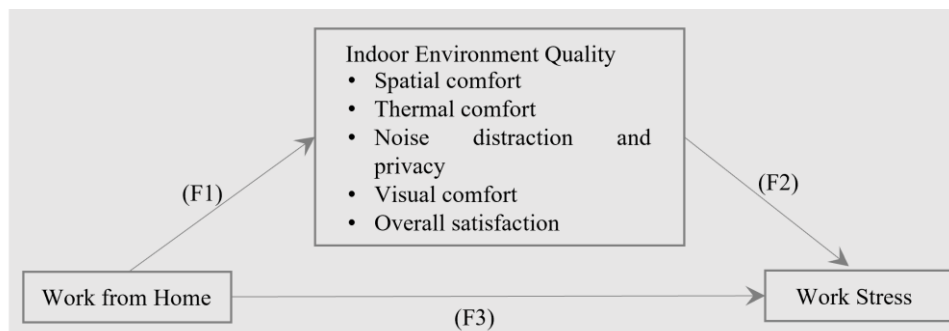 Indoor Environment Quality
• Spatial comfort
• Thermal comfort
• Noise distraction and
privacy
• Visual comfort
• Overall satisfaction
(F1)
(F2)
Work from Home
Work Stress
(F3)